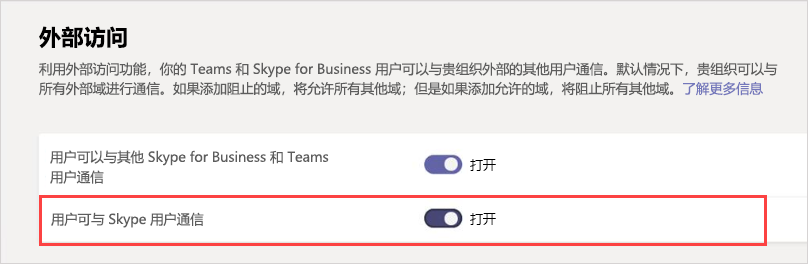 外部访问
利用外部访问功能，你的 Teams 和 Skype for Business 用户可以与贵组织外部的其他用户通信。默认情况下，贵组织可以与
所有外部域进行通信。如果添加阻止的域，将允许所有其他域；但是如果添加允许的域，将阻止所有其他域。了解更多信息
用户可以与其他 Skype for Business 和 Teams
用户通信
打开
用户可与 Skype 用户通信
打开